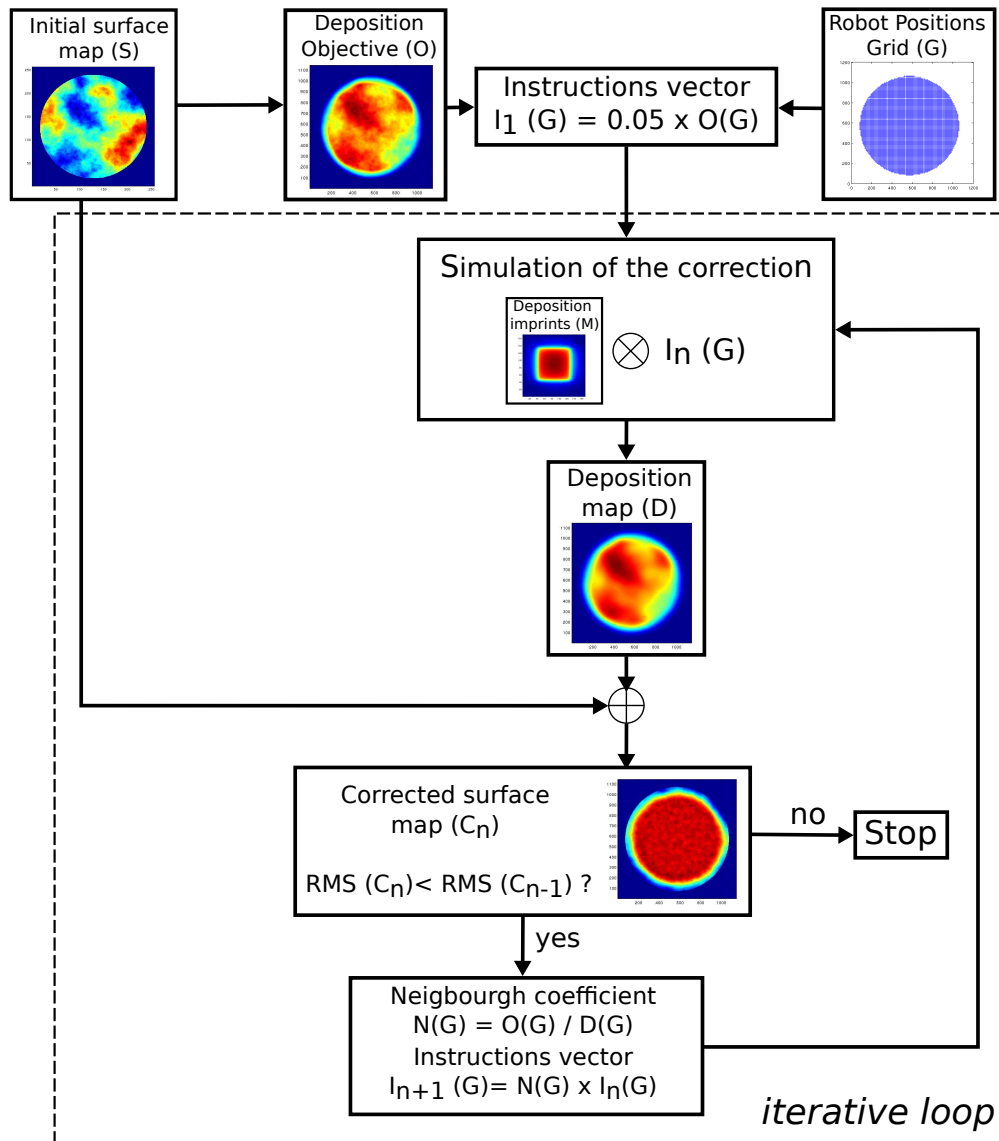 Initial surface
map (S)
Deposition
Objective (O)
Instructions vector
I1 (G) = 0.05 x O(G)
Robot Positions
Grid (G)
Simulation of the correction
Deposition
imprints (M)
In (G)
Deposition
map (D)
Corrected surface
map (Cn)
RMS (Cn)< RMS (Cn-1) ?
no
Stop
yes
Neigbourgh coefficient
N(G) = O(G) / D(G)
Instructions vector
In+1 (G)= N(G) x In(G)
iterative loop